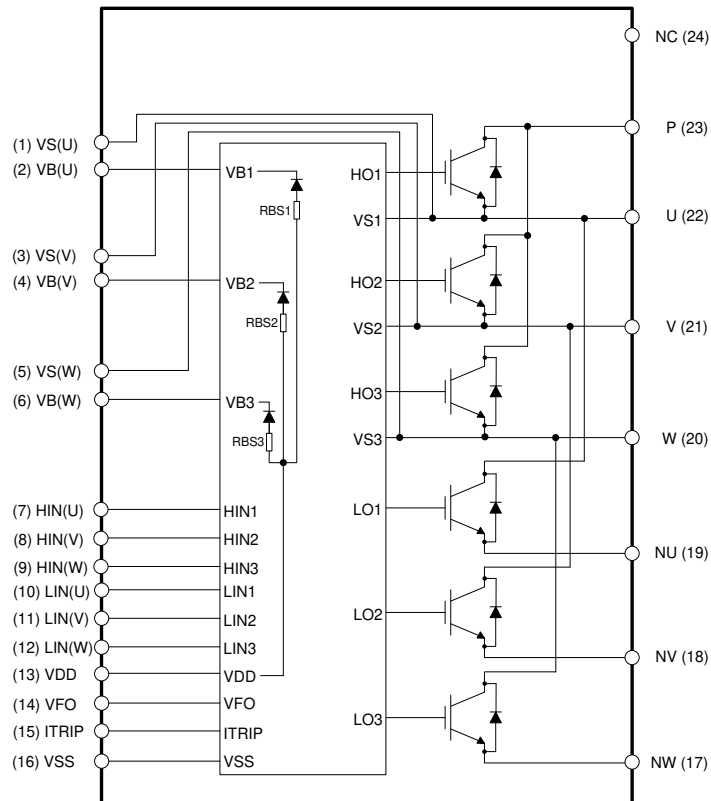 NC (24)
(1) VS(U)
(2) VB(U)
(3) VS(V)
(4) VB(V)
(5) VS(W)
(6) VB(W)
(7) HIN(U)
(8) HIN(V)
(9) HIN(W)
(10) LIN(U)
(11) LIN(V)
(12) LIN(W)
(13) VDD
(14) VFO
(15) ITRIP
(16) VSS
VB1
RBS1
VB2
RBS2
VB3
RBS3
HIN1
HIN2
HIN3
LIN1
LIN2
LIN3
VDD
VFO
ITRIP
VSS
HO1
VS1
HO2
VS2
HO3
VS3
LO1
LO2
LO3
P (23)
U (22)
V (21)
W (20)
NU (19)
NV (18)
NW (17)